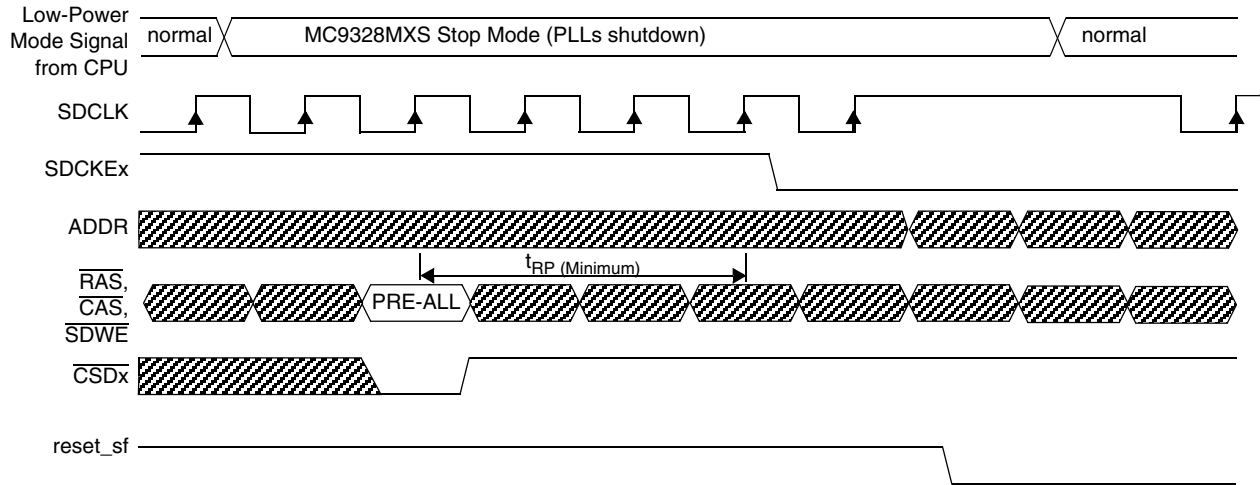 Low-Power
Mode Signal
from CPU
normal
MC9328MXS Stop Mode (PLLs shutdown)
normal
SDCLK
SDCKEx
ADDR
tRP (Minimum)
RAS,
CAS,
SDWE
PRE-ALL
CSDx
reset_sf